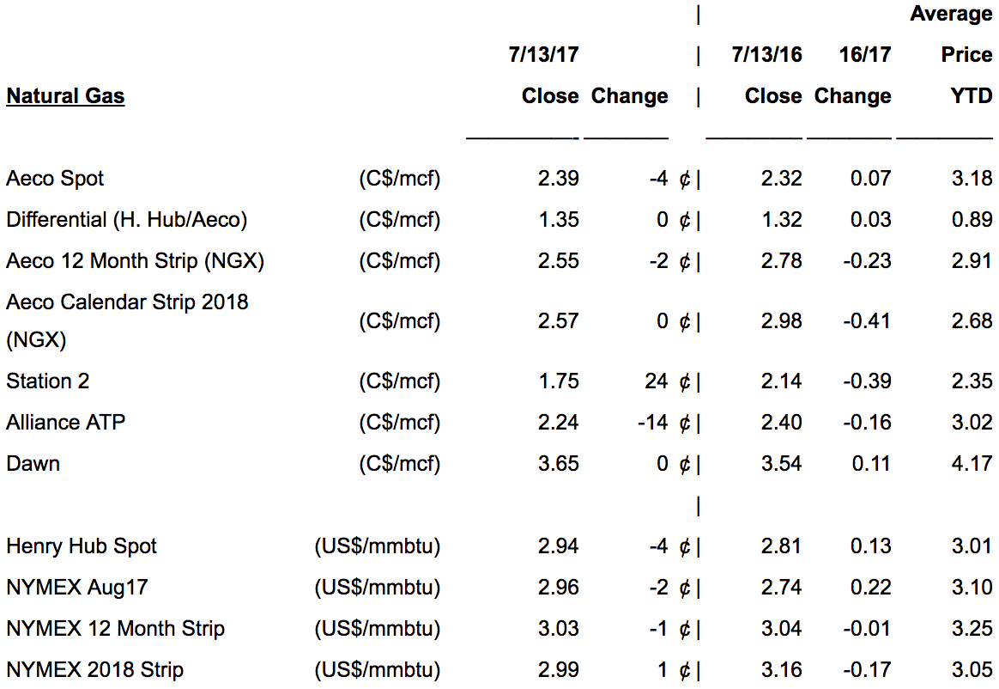 | Average
7/13/17 | 7/13/16 16/17 Price
Natural Gas Close Change | Close Change YTD
Aeco Spot (C$/mcf) 2.39 -4 ¢ | 2.32 0.07 3.18
Differential (H. Hub/Aeco) (C$/mcf) 1.35 0 ¢ | 1.32 0.03 0.89
Aeco 12 Month Strip (NGX) (C$/mcf) 2.55 -2 ¢ | 2.78 -0.23 2.91
Aeco Calendar Strip 2018
(NGX) (C$/mcf) 2.57 0 ¢ | 2.98 -0.41 2.68
Station 2 (C$/mcf) 1.75 24 ¢ | 2.14 -0.39 2.35
Alliance ATP (C$/mcf) 2.24 -14 ¢ | 2.40 -0.16 3.02
Dawn (C$/mcf) 3.65 0 ¢ | 3.54 0.11 4.17
|
Henry Hub Spot (US$/mmbtu) 2.94 -4 ¢ | 2.81 0.13 3.01
NYMEX Aug17 (US$/mmbtu) 2.96 -2 ¢ | 2.74 0.22 3.10
NYMEX 12 Month Strip (US$/mmbtu) 3.03 -1 ¢ | 3.04 -0.01 3.25
NYMEX 2018 Strip (US$/mmbtu) 2.99 1 ¢ | 3.16 -0.17 3.05